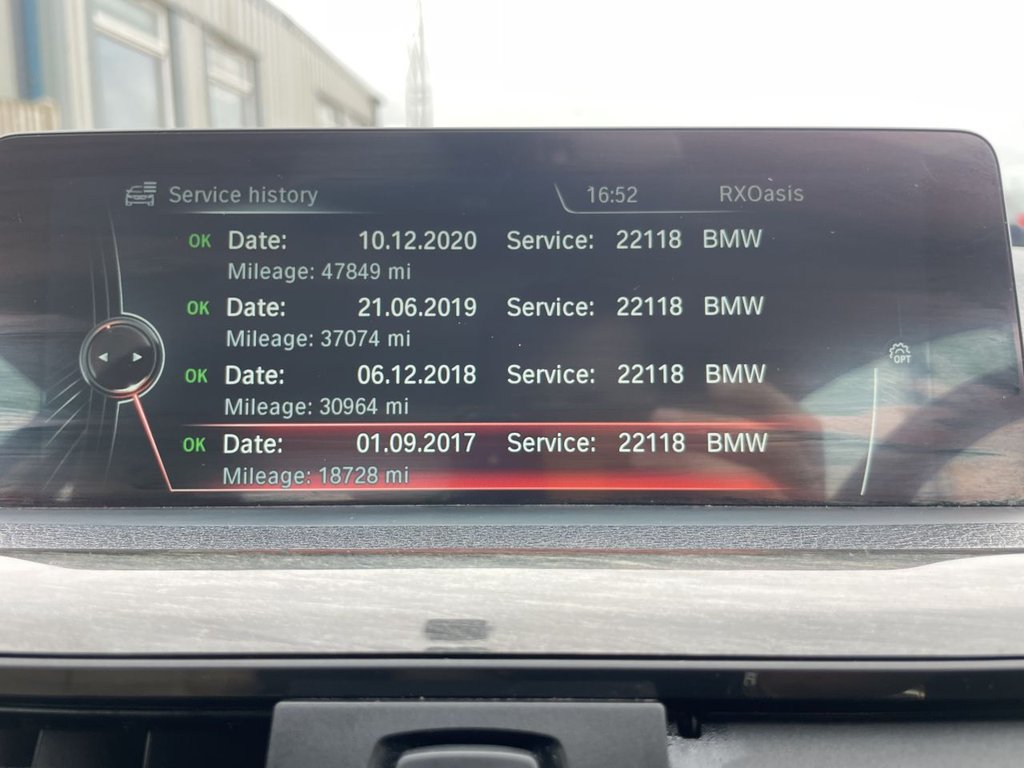 Service history 16:52 RXOasis
OK Date: 10.12.2020 Service: 22118 BMW
Mileage: 47849 mi
OK Date: 21.06.2019 Service: 22118 BMW
Mileage: 37074 mi
OK Date: 06.12.2018 Service: 22118 BMW
Mileage: 30964 mi
OPT
OK Date: 01.09.2017 Service: 22118 BMW
Mileage: 18728 mi